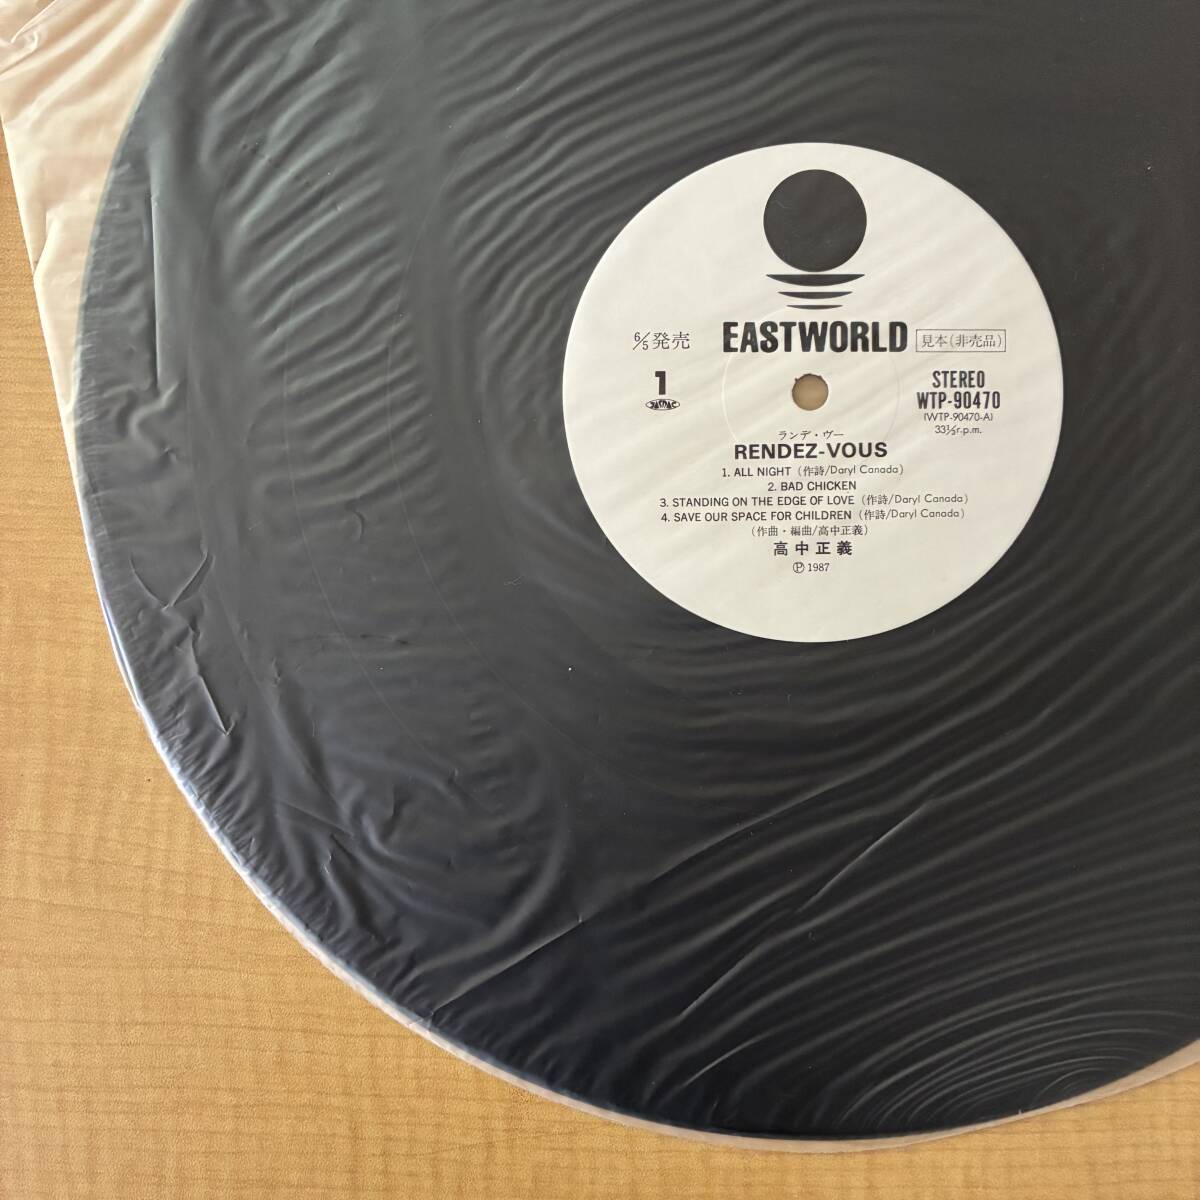 6/5発売 EASTWORLD 見本(非売品)
1
STEREO
WTP-90470
(WTP-90470-A)
33⅓r.p.m.
ランデ・ヴー
RENDEZ-VOUS
1. ALL NIGHT (作詩/Daryl Canada)
2. BAD CHICKEN
3. STANDING ON THE EDGE OF LOVE (作詩/Daryl Canada)
4. SAVE OUR SPACE FOR CHILDREN (作詩/Daryl Canada)
(作曲・編曲/高中正義)
高中正義
Ⓟ 1987